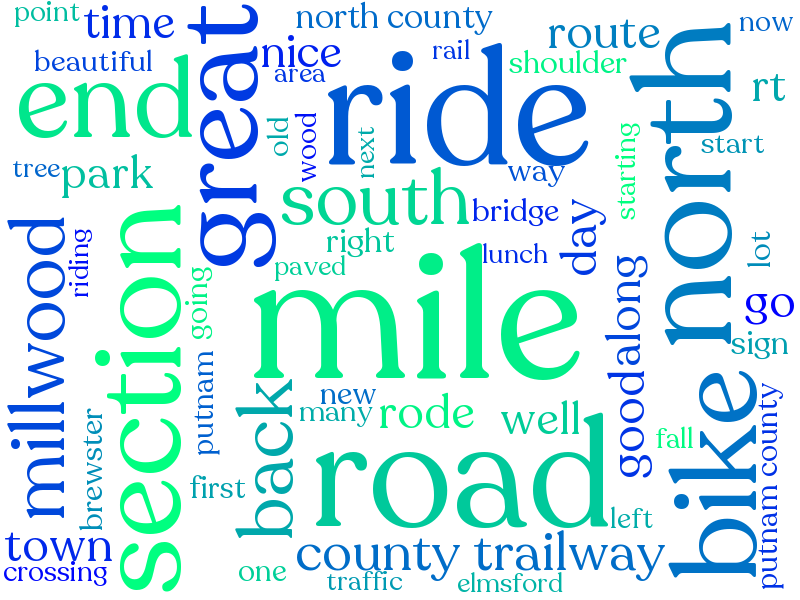 point
time
north county
now
beautiful
nice
rail
route
great
area
shoulder
end
ride
north
rt
old
wood
next
start
tree
park
way
starting
south
bridge
day
right
lunch
lot
millwood
riding
section
going
paved
mile
along
go
sign
putnam
new
back
many
rode
well
good
bike
brewster
first
road
fall
putnam county
left
town
county trailway
crossing
one
traffic
elmsford